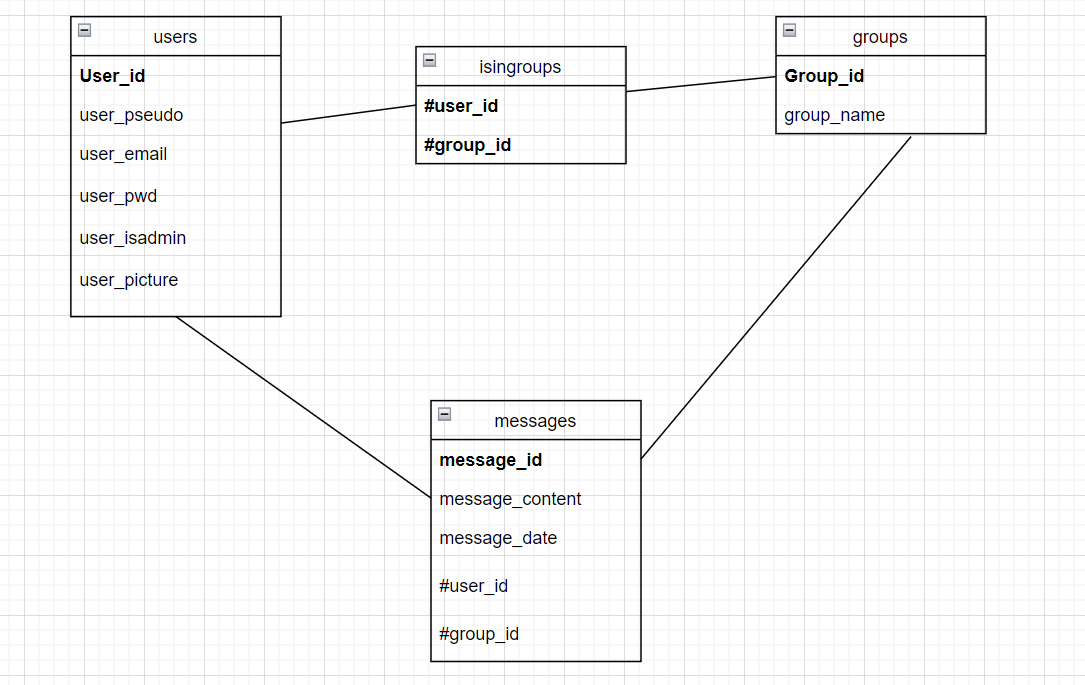 users
User_id
user_pseudo
user_email
user_pwd
user_isadmin
user_picture
isingroups
#user_id
#group_id
groups
Group_id
group_name
messages
message_id
message_content
message_date
#user_id
#group_id